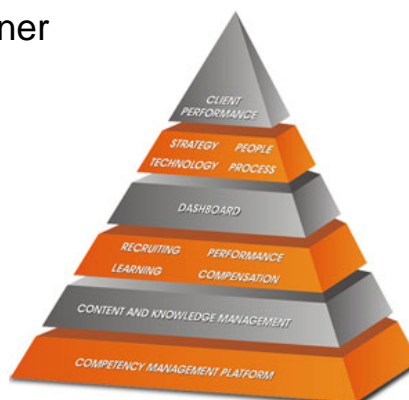 ner
CLIENT
PERFORMANCE
STRATEGY PEOPLE
TECHNOLOGY PROCESS
DASHBOARD
RECRUITING PERFORMANCE
LEARNING COMPENSATION
CONTENT AND KNOWLEDGE MANAGEMENT
COMPETENCY MANAGEMENT PLATFORM